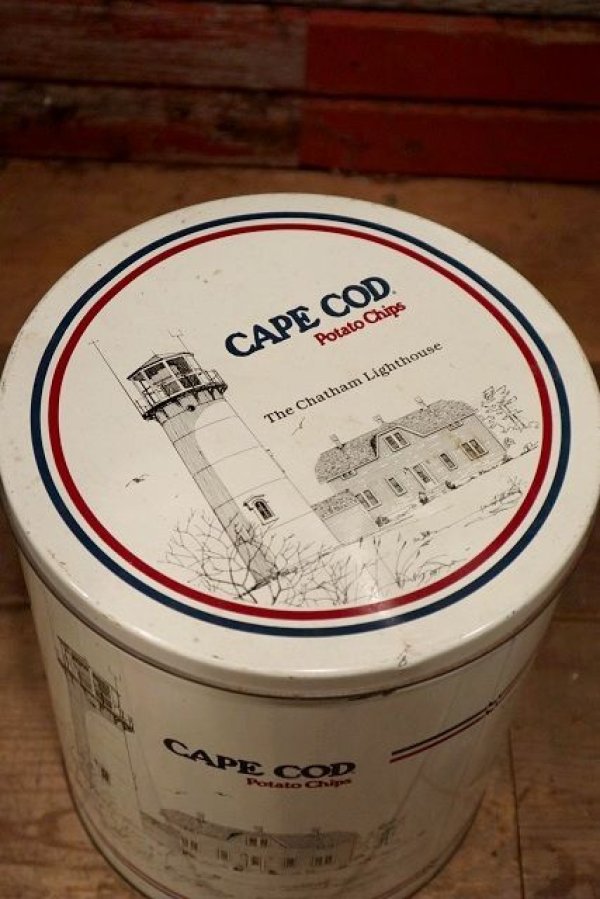 CAPE COD®
Potato Chips
The Chatham Lighthouse
CAPE COD
Potato Chips